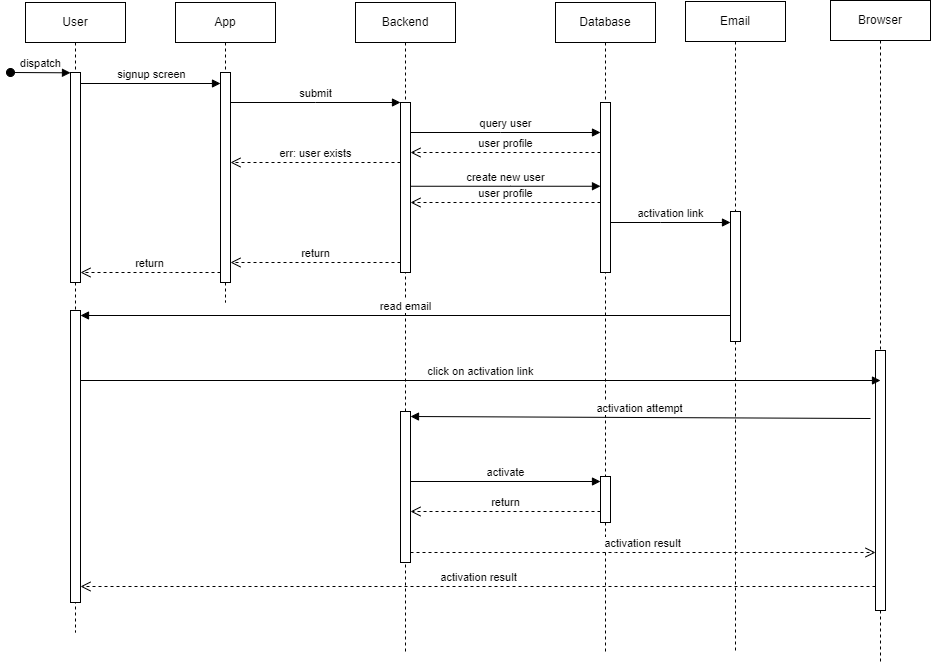 User
App
Backend
Database
Email
Browser
dispatch
signup screen
submit
query user
user profile
err: user exists
create new user
user profile
activation link
return
return
read email
click on activation link
activation attempt
activate
return
activation result
activation result